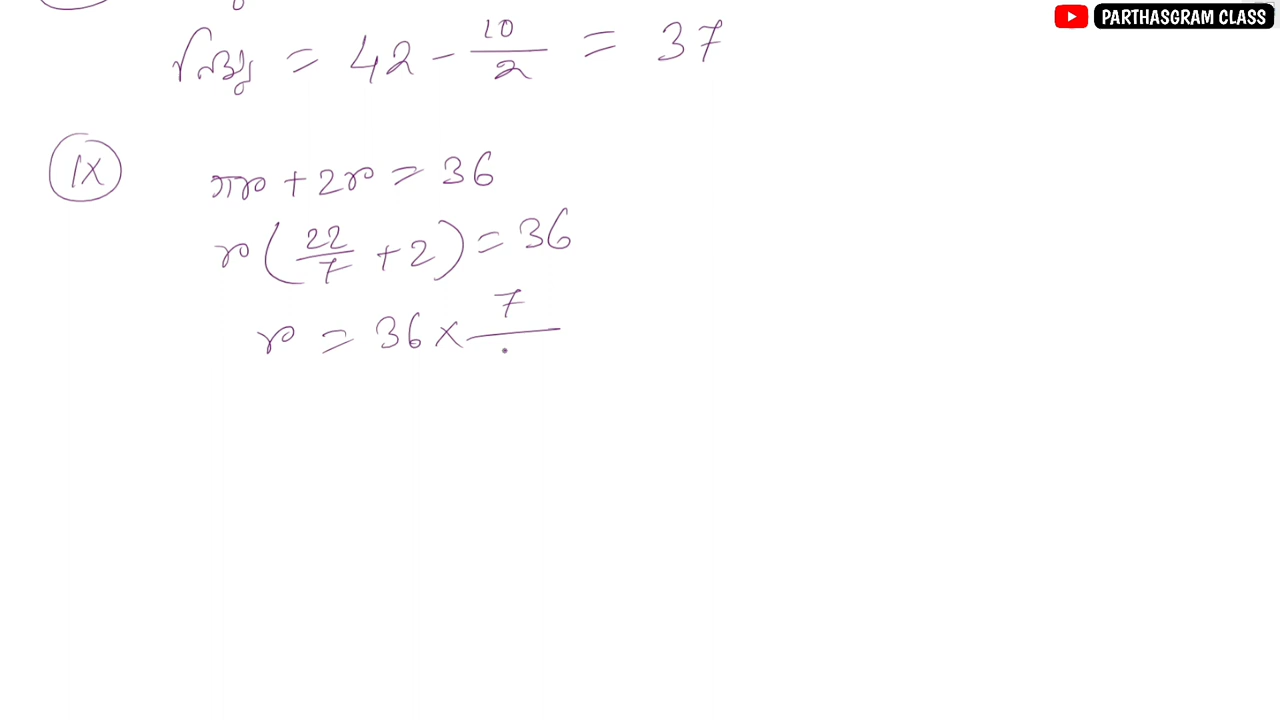 PARTHASGRAM CLASS
= 42 - 10/2 = 37
IX
πr + 2r = 36
r(22/7 + 2) = 36
r = 36 × 7/